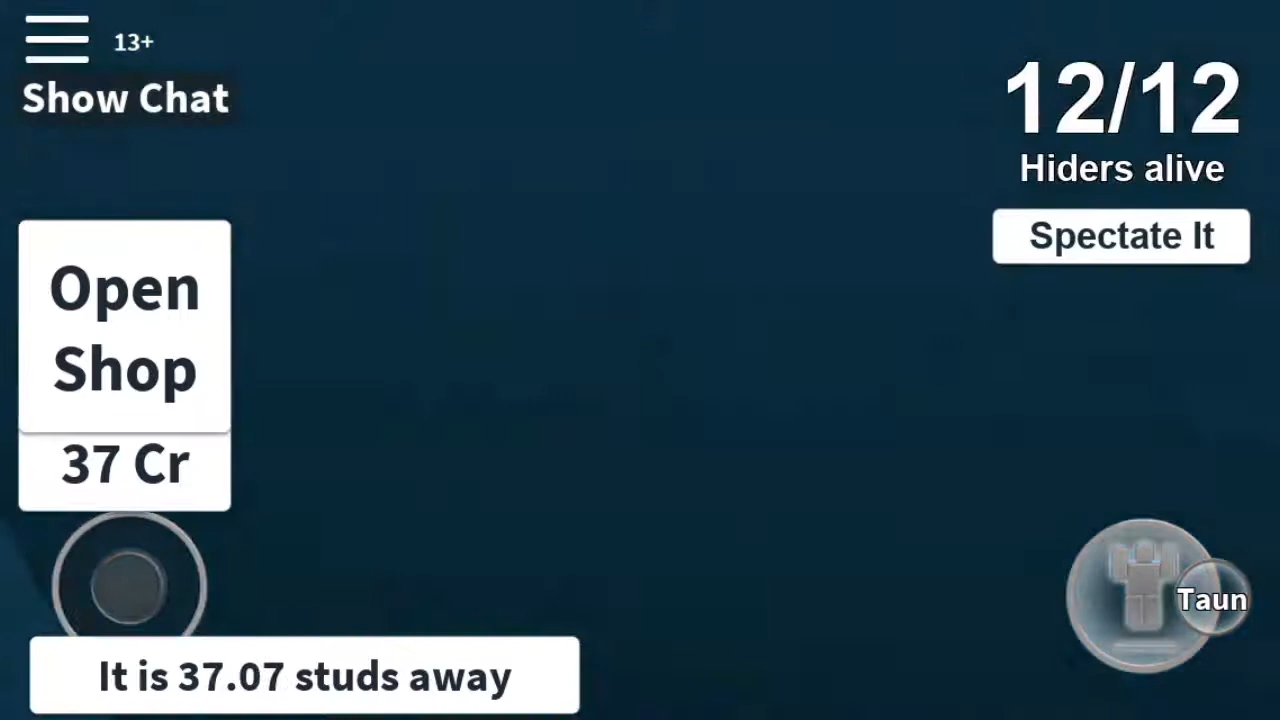 13+
Show Chat
12/12
Hiders alive
Spectate It
Open
Shop
37 Cr
Taun
It is 37.07 studs away